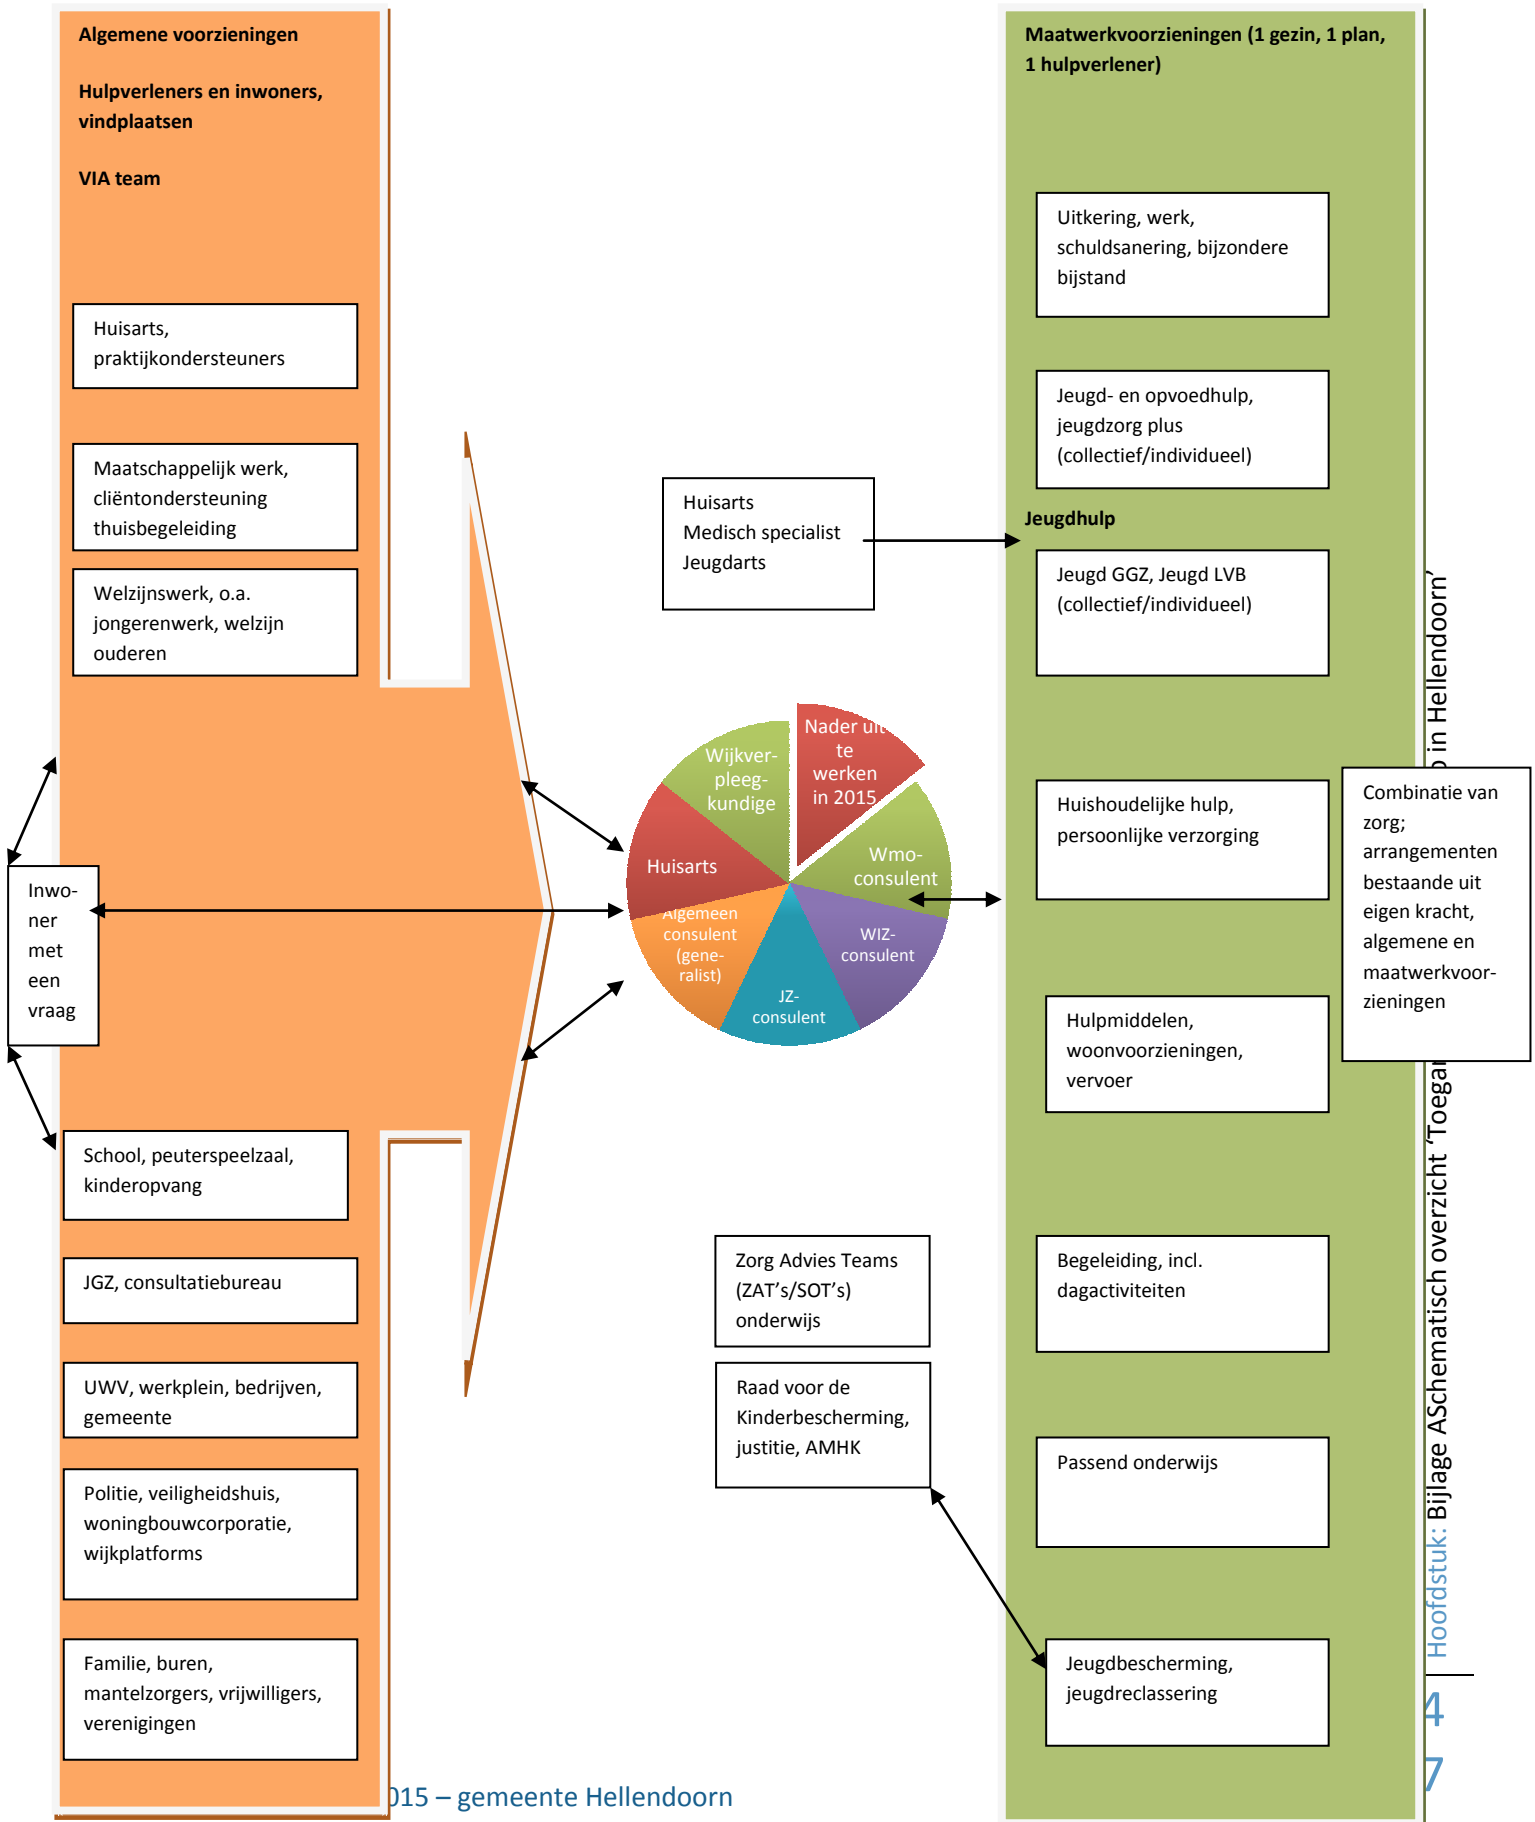 Algemene voorzieningen
Hulpverleners en inwoners,
vindplaatsen
VIA team
Huisarts,
praktijkondersteuners
Maatschappelijk werk,
cliëntondersteuning
thuisbegeleiding
Welzijnswerk, o.a.
jongerenwerk, welzijn
ouderen
Inwo-
ner
met
een
vraag
School, peuterspeelzaal,
kinderopvang
JGZ, consultatiebureau
UWV, werkplein, bedrijven,
gemeente
Politie, veiligheidshuis,
woningbouwcorporatie,
wijkplatforms
Familie, buren,
mantelzorgers, vrijwilligers,
verenigingen
Huisarts
Medisch specialist
Jeugdarts
Nader uit
te
werken
in 2015
Wmo-
consulent
WIZ-
consulent
JZ-
consulent
Algemeen
consulent
(gene-
ralist)
Huisarts
Wijkver-
pleeg-
kundige
Zorg Advies Teams
(ZAT's/SOT's)
onderwijs
Raad voor de
Kinderbescherming,
justitie, AMHK
Maatwerkvoorzieningen (1 gezin, 1 plan,
1 hulpverlener)
Uitkering, werk,
schuldsanering, bijzondere
bijstand
Jeugd- en opvoedhulp,
jeugdzorg plus
(collectief/individueel)
Jeugdhulp
Jeugd GGZ, Jeugd LVB
(collectief/individueel)
Huishoudelijke hulp,
persoonlijke verzorging
Hulpmiddelen,
woonvoorzieningen,
vervoer
Begeleiding, incl.
dagactiviteiten
Passend onderwijs
Jeugdbescherming,
jeugdreclassering
Combinatie van
zorg;
arrangementen
bestaande uit
eigen kracht,
algemene en
maatwerkvoor-
zieningen
Hoofdstuk: Bijlage ASchematisch overzicht 'Toegan in Hellendoorn'
4
7
015 – gemeente Hellendoorn